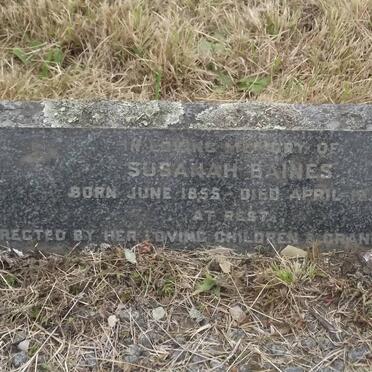 IN LOVING MEMORY OF
SUSANAH BAINES
BORN JUNE 1855 DIED APRIL
AT REST
ERECTED BY HER LOVING CHILDREN &